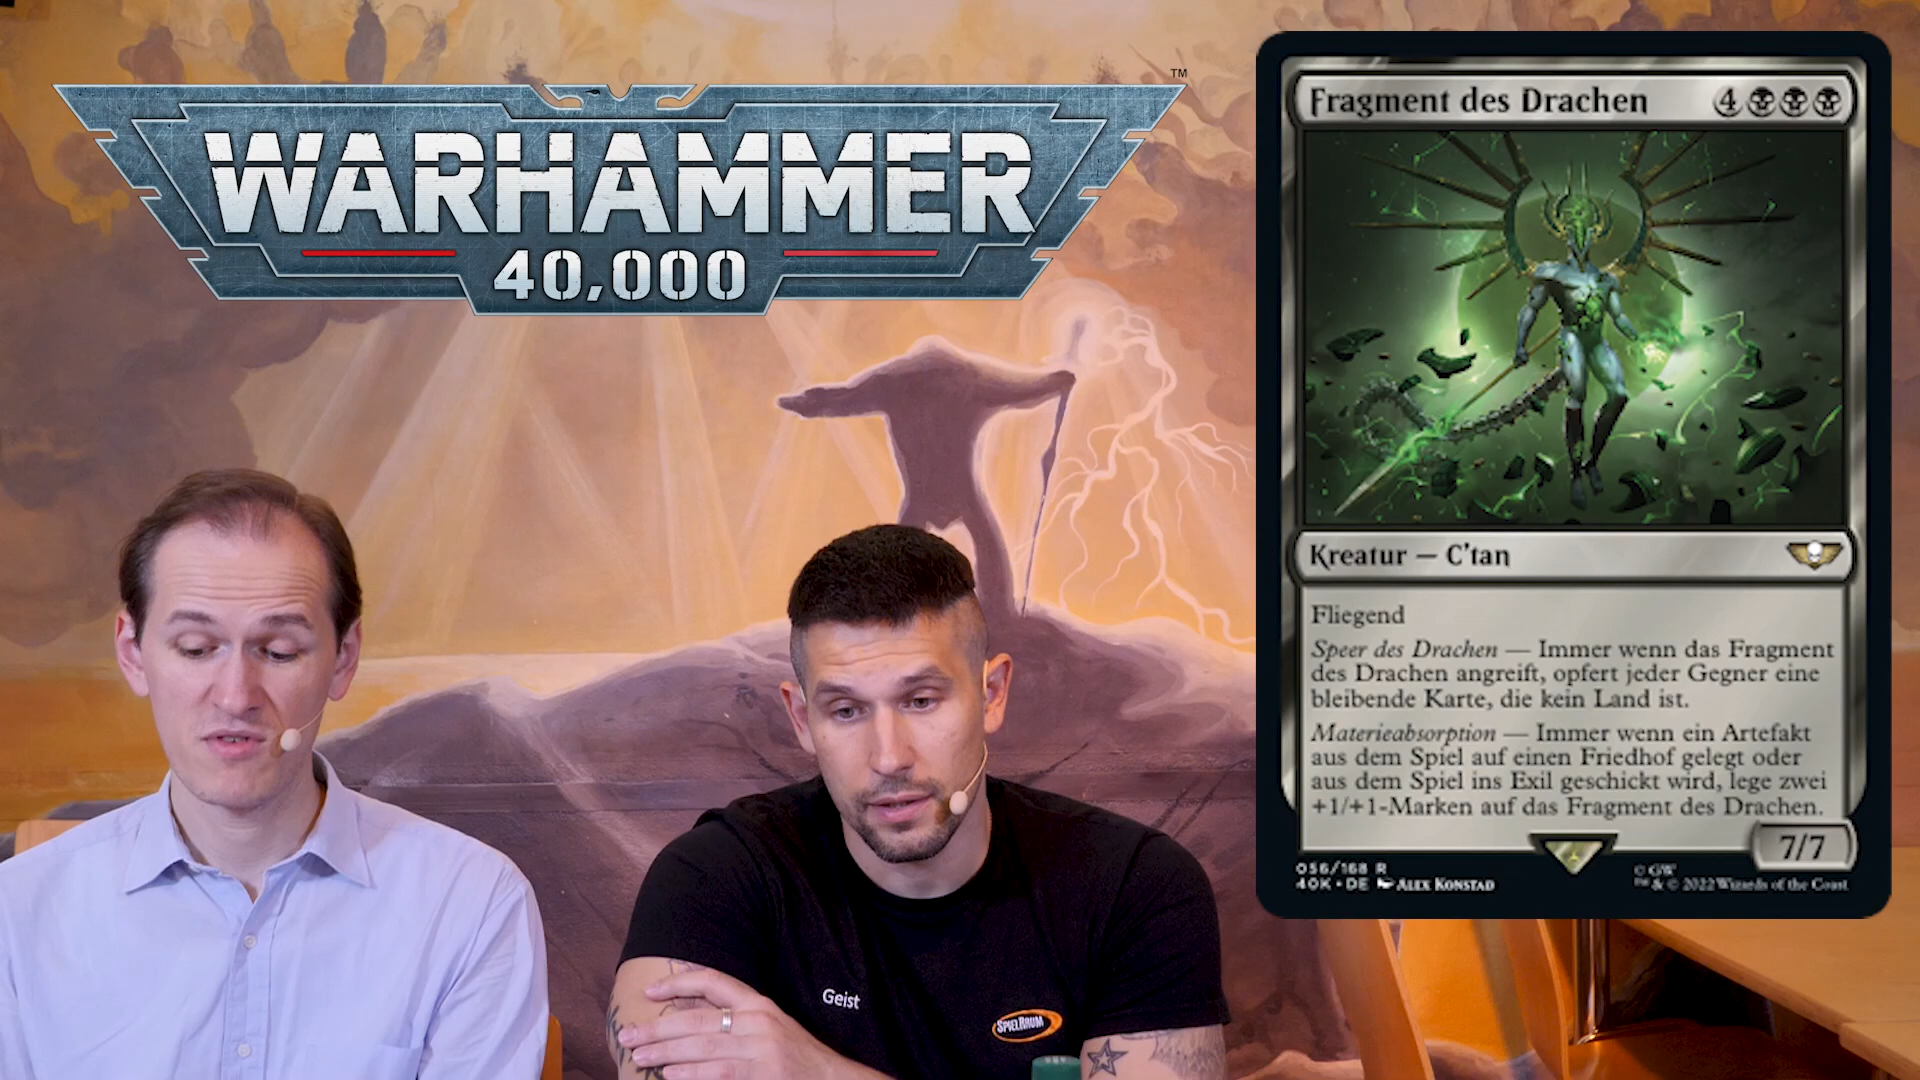 WARHAMMER
40,000
™
Fragment des Drachen 4
Kreatur — C'tan
Fliegend
Speer des Drachen — Immer wenn das Fragment
des Drachen angreift, opfert jeder Gegner eine
bleibende Karte, die kein Land ist.
Materieabsorption — Immer wenn ein Artefakt
aus dem Spiel auf einen Friedhof gelegt oder
aus dem Spiel ins Exil geschickt wird, lege zwei
+1/+1-Marken auf das Fragment des Drachen.
7/7
056/168 R
40K • DE ALEX KONSTAD
© GW
™ & © 2022 Wizards of the Coast
Geist
SPIELRAUM